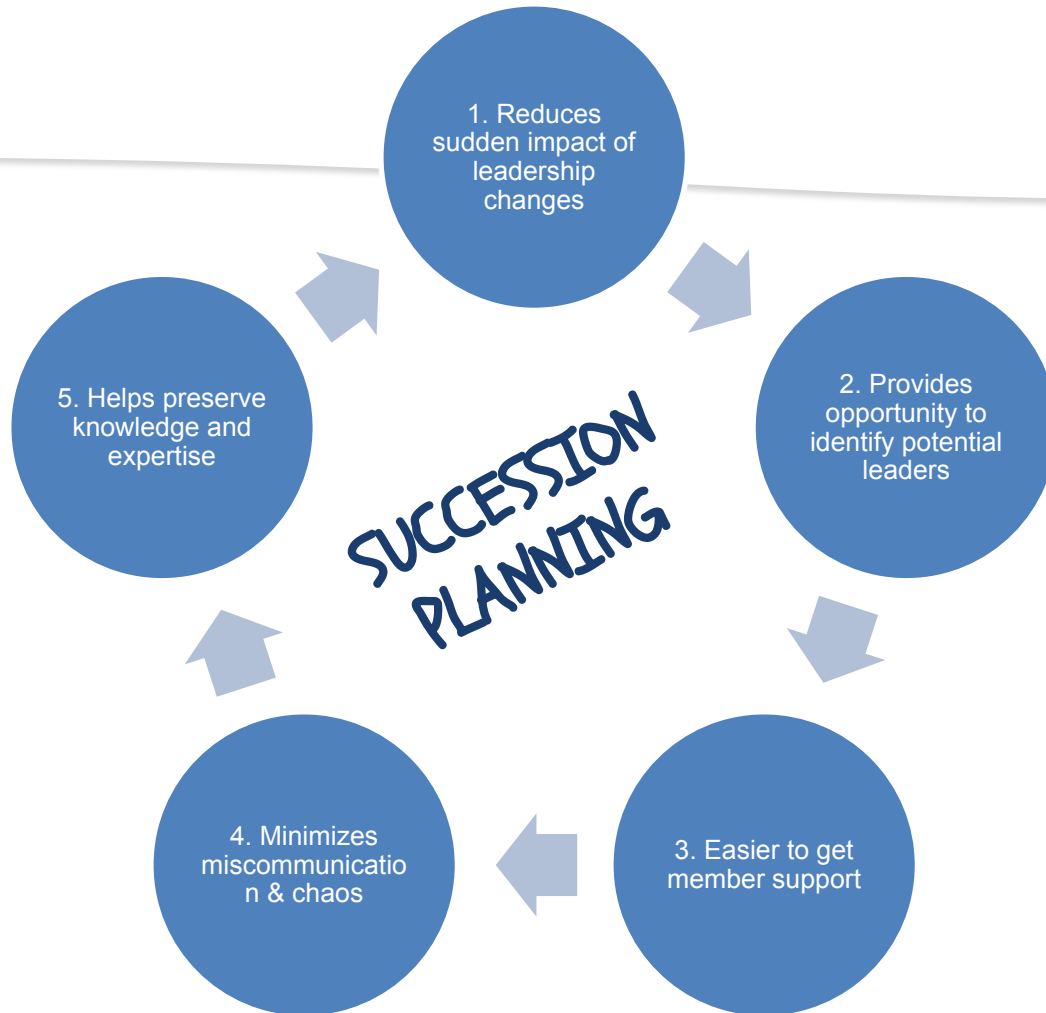 1. Reduces
sudden impact of
leadership
changes
2. Provides
opportunity to
identify potential
leaders
3. Easier to get
member support
4. Minimizes
miscommunicatio
n & chaos
5. Helps preserve
knowledge and
expertise
SUCCESSION
PLANNING